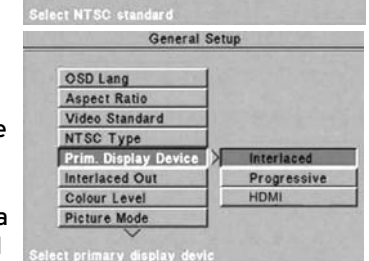 Select NTSC standard
General Setup
OSD Lang
Aspect Ratio
Video Standard
NTSC Type
Prim. Display Device
Interlaced Out
Colour Level
Picture Mode
Interlaced
Progressive
HDMI
e
a
Select primary display devic